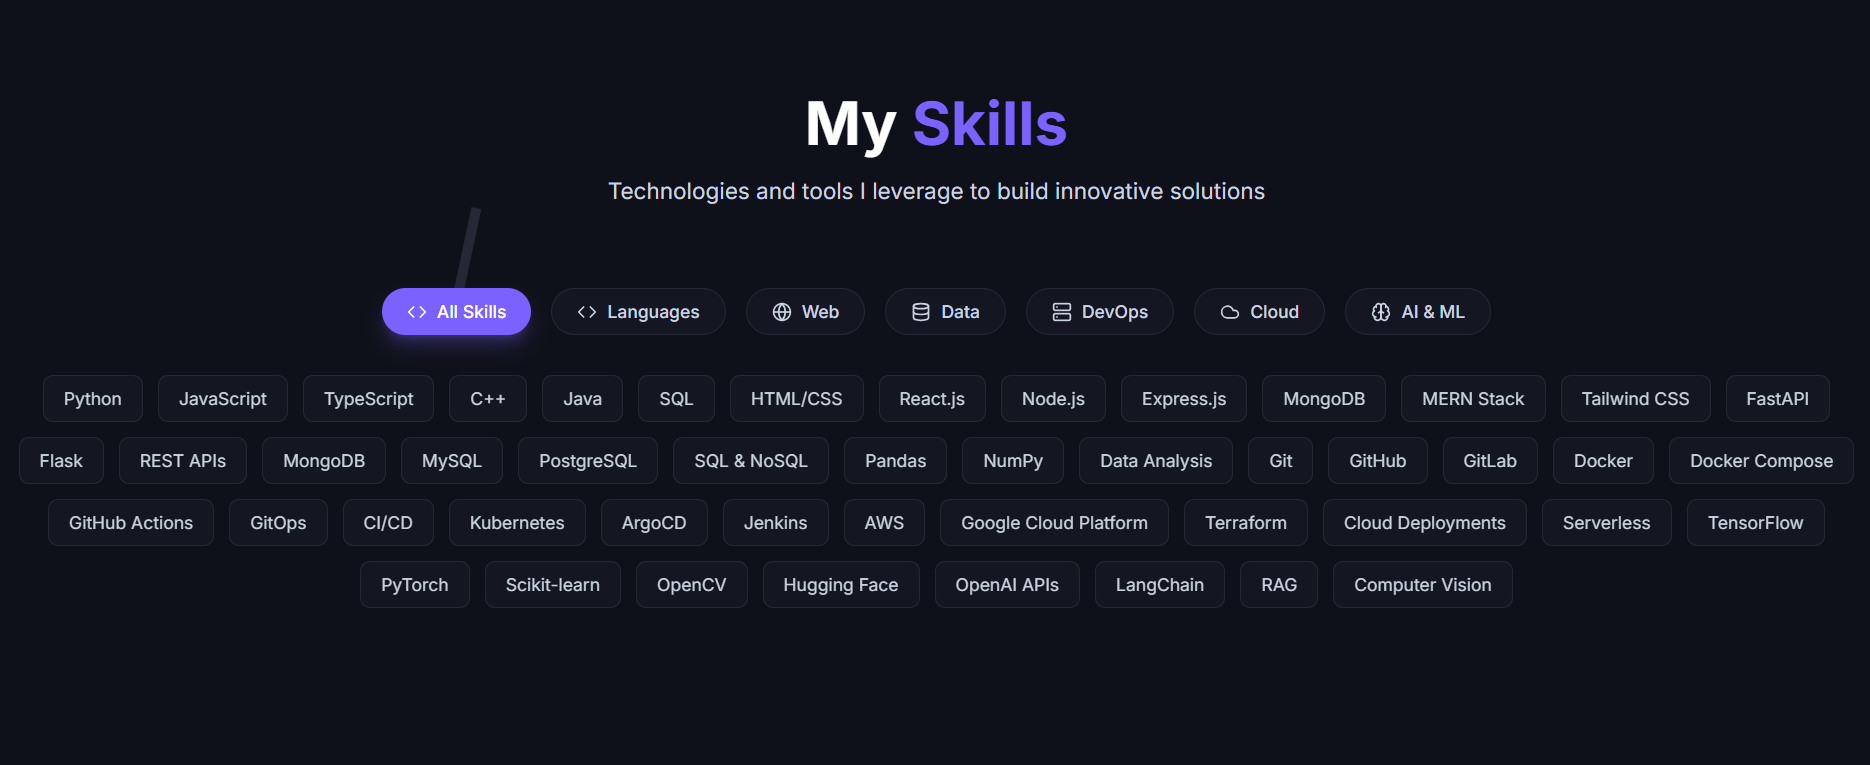 My Skills
Technologies and tools I leverage to build innovative solutions
All Skills Languages Web Data DevOps Cloud AI & ML
Python JavaScript TypeScript C++ Java SQL HTML/CSS React.js Node.js Express.js MongoDB MERN Stack Tailwind CSS FastAPI
Flask REST APIs MongoDB MySQL PostgreSQL SQL & NoSQL Pandas NumPy Data Analysis Git GitHub GitLab Docker Docker Compose
GitHub Actions GitOps CI/CD Kubernetes ArgoCD Jenkins AWS Google Cloud Platform Terraform Cloud Deployments Serverless TensorFlow
PyTorch Scikit-learn OpenCV Hugging Face OpenAI APIs LangChain RAG Computer Vision